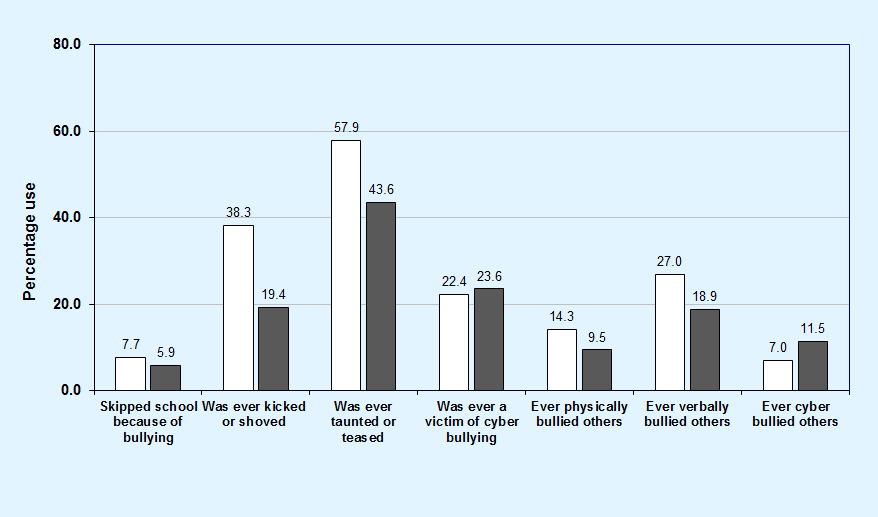 80.0
60.0
40.0
20.0
0.0
Percentage use
7.7
5.9
38.3
19.4
57.9
43.6
22.4
23.6
14.3
9.5
27.0
18.9
7.0
11.5
Skipped school
because of
bullying
Was ever kicked
or shoved
Was ever
taunted or
teased
Was ever a
victim of cyber
bullying
Ever physically
bullied others
Ever verbally
bullied others
Ever cyber
bullied others